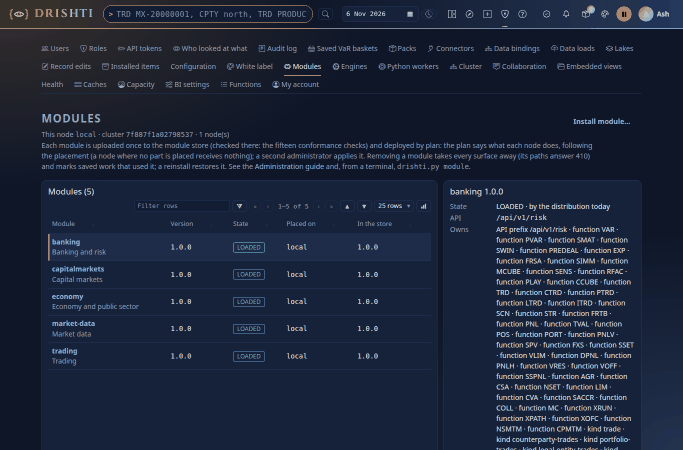 DRISHTI
> TRD MX-20000001, CPTY north, TRD PRODUC
6 Nov 2026
Ash
Users
Roles
API tokens
Who looked at what
Audit log
Saved VaR baskets
Packs
Connectors
Data bindings
Data loads
Lakes
Record edits
Installed items
Configuration
White label
Modules
Engines
Python workers
Cluster
Collaboration
Embedded views
Health
Caches
Capacity
BI settings
Functions
My account
MODULES
Install module...
This node local · cluster 7f887f1a02798537 · 1 node(s)
Each module is uploaded once to the module store (checked there: the fifteen conformance checks) and deployed by plan: the plan says what each node does, following
the placement (a node where no part is placed receives nothing); a second administrator applies it. Removing a module takes every surface away (its paths answer 410)
and marks saved work that used it; a reinstall restores it. See the Administration guide and, from a terminal, drishti.py module.
Modules (5)
Filter rows
« ‹ 1–5 of 5 › »
25 rows
Module Version State Placed on In the store
banking
Banking and risk
1.0.0 LOADED local 1.0.0
capitalmarkets
Capital markets
1.0.0 LOADED local 1.0.0
economy
Economy and public sector
1.0.0 LOADED local 1.0.0
market-data
Market data
1.0.0 LOADED local 1.0.0
trading
Trading
1.0.0 LOADED local 1.0.0
banking 1.0.0
State LOADED · by the distribution today
API /api/v1/risk
Owns API prefix /api/v1/risk · function VAR ·
function PVAR · function SMAT · function
SWIN · function PREDEAL · function EXP ·
function FRSA · function SIMM · function
MCUBE · function SENS · function RFAC ·
function PLAY · function CCUBE · function
TRD · function CTRD · function PTRD ·
function LTRD · function ITRD · function
SCN · function STR · function FRTB ·
function PNL · function TVAL · function
POS · function PORT · function PNLV ·
function SPV · function FXS · function SSET
· function VLIM · function DPNL · function
PNLH · function VRES · function VOFF ·
function SSPNL · function AGR · function
CSA · function NSET · function LIM ·
function CVA · function SACCR · function
COLL · function MC · function XRUN ·
function XPATH · function XOFC · function
NSMTM · function CPMTM · kind trade ·
kind counterparty-trades · kind portfolio-
trades · kind legal-entity-trades · kind